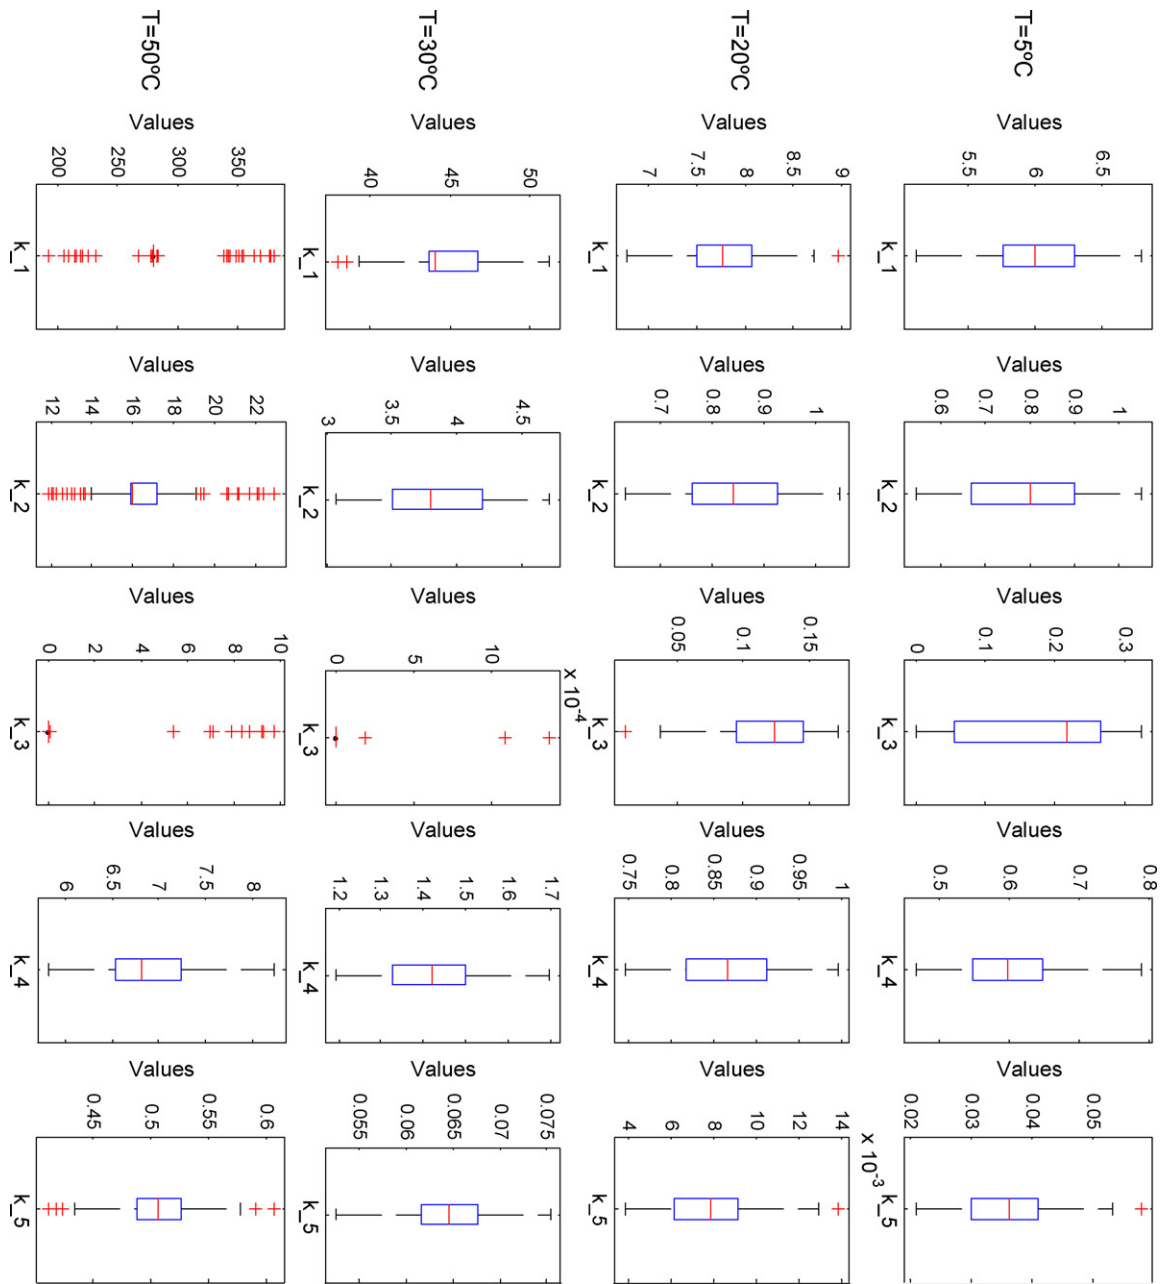 T=5ºC
Values
6.5
6
5.5
k_1
Values
1
0.9
0.8
0.7
0.6
k_2
Values
0.3
0.2
0.1
0
k_3
Values
0.8
0.7
0.6
0.5
k_4
Values
0.05
0.04
0.03
0.02
k_5
T=20ºC
Values
9
8.5
8
7.5
7
k_1
Values
1
0.9
0.8
0.7
k_2
Values
0.15
0.1
0.05
k_3
Values
1
0.95
0.9
0.85
0.8
0.75
k_4
Values
x 10⁻³
14
12
10
8
6
4
k_5
T=30ºC
Values
50
45
40
k_1
Values
4.5
4
3.5
3
k_2
Values
x 10⁻⁴
10
5
0
k_3
Values
1.7
1.6
1.5
1.4
1.3
1.2
k_4
Values
0.075
0.07
0.065
0.06
0.055
k_5
T=50ºC
Values
350
300
250
200
k_1
Values
22
20
18
16
14
12
k_2
Values
10
8
6
4
2
0
k_3
Values
8
7.5
7
6.5
6
k_4
Values
0.6
0.55
0.5
0.45
k_5